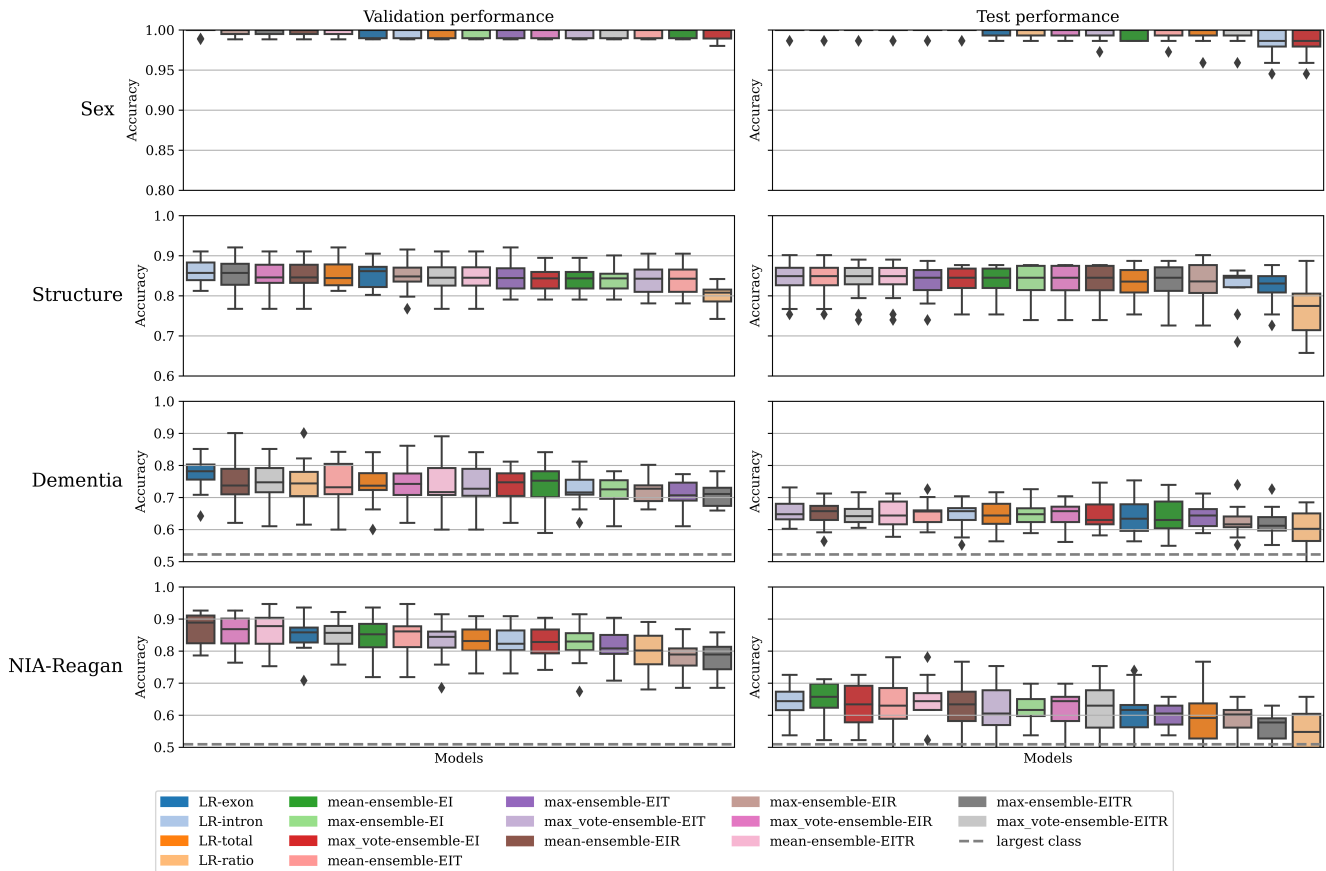 Validation performance
Test performance
Sex
Accuracy
1.00
0.95
0.90
0.85
0.80
Accuracy
Structure
Accuracy
1.0
0.9
0.8
0.7
0.6
Accuracy
Dementia
Accuracy
1.0
0.9
0.8
0.7
0.6
0.5
Accuracy
NIA-Reagan
Accuracy
1.0
0.9
0.8
0.7
0.6
0.5
Accuracy
Models
Models
LR-exon
LR-intron
LR-total
LR-ratio
mean-ensemble-EI
max-ensemble-EI
max_vote-ensemble-EI
mean-ensemble-EIT
max-ensemble-EIT
max_vote-ensemble-EIT
mean-ensemble-EIR
max-ensemble-EIR
max_vote-ensemble-EIR
mean-ensemble-EITR
max-ensemble-EITR
max_vote-ensemble-EITR
largest class